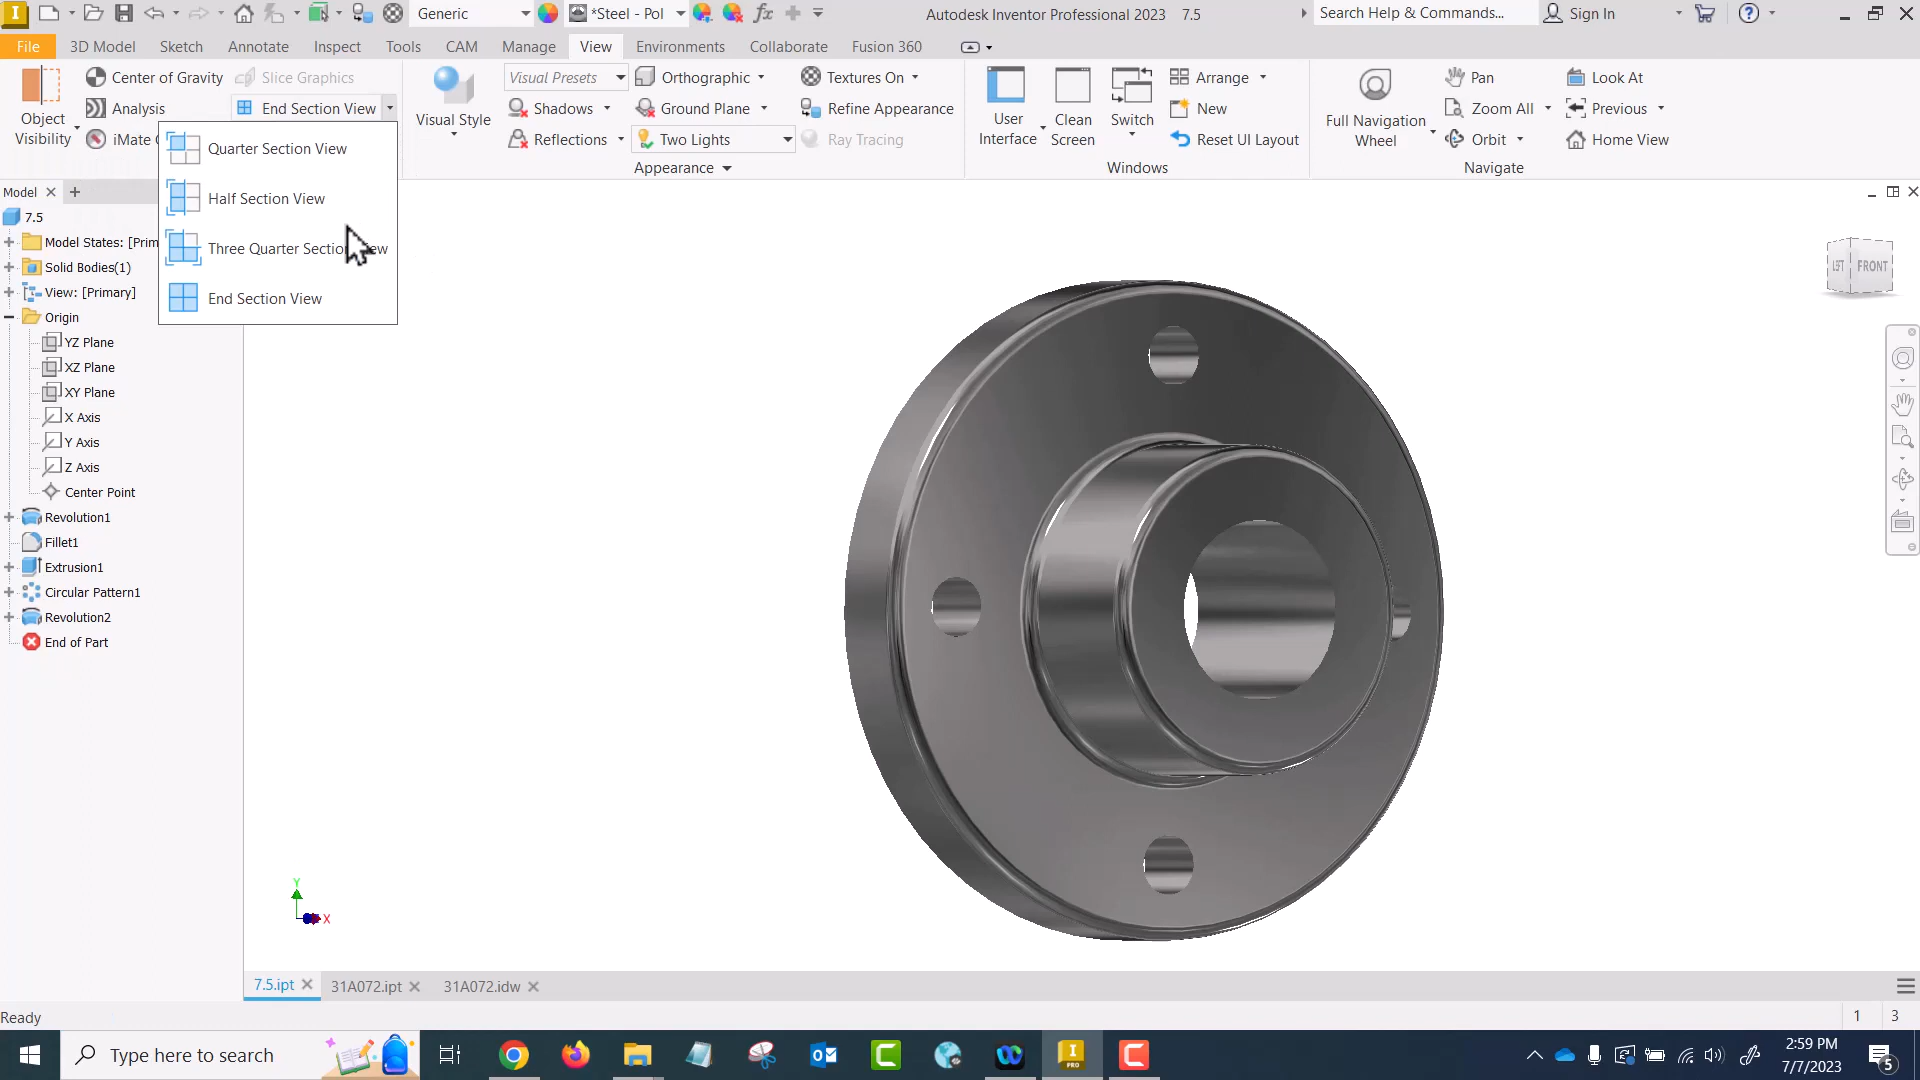 Generic
*Steel - Pol
fx
Autodesk Inventor Professional 2023 7.5
Search Help & Commands...
Sign In
File
3D Model
Sketch
Annotate
Inspect
Tools
CAM
Manage
View
Environments
Collaborate
Fusion 360
Object
Visibility
Center of Gravity
Analysis
iMate
Slice Graphics
End Section View
Visual Style
Visual Presets
Shadows
Reflections
Orthographic
Ground Plane
Two Lights
Textures On
Refine Appearance
Ray Tracing
Appearance
User
Interface
Clean
Screen
Switch
Arrange
New
Reset UI Layout
Windows
Full Navigation
Wheel
Pan
Zoom All
Orbit
Look At
Previous
Home View
Navigate
Quarter Section View
Half Section View
Three Quarter Section View
End Section View
Model
7.5
Model States: [Prim
Solid Bodies(1)
View: [Primary]
Origin
YZ Plane
XZ Plane
XY Plane
X Axis
Y Axis
Z Axis
Center Point
Revolution1
Fillet1
Extrusion1
Circular Pattern1
Revolution2
End of Part
FRONT
Y
X
7.5.ipt
31A072.ipt
31A072.idw
Ready
1
3
Type here to search
PRO
2:59 PM
7/7/2023
5